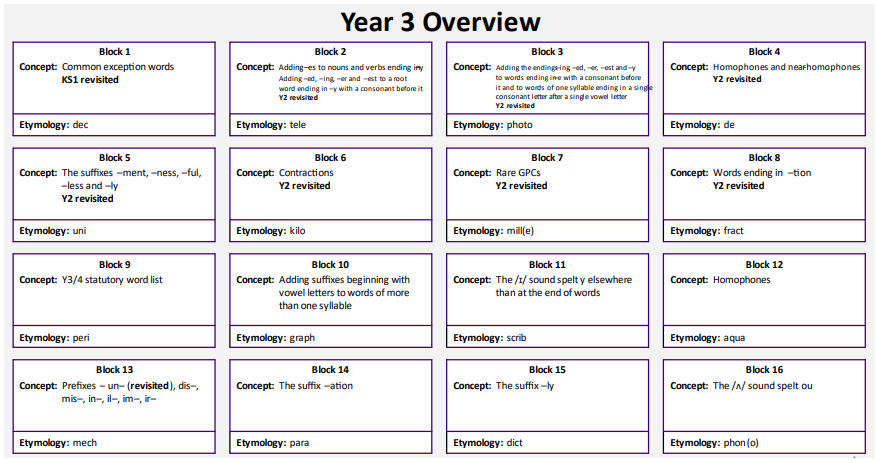 Year 3 Overview
Block 1
Concept: Common exception words
KS1 revisited
Etymology: dec
Block 2
Concept: Adding –es to nouns and verbs ending in –y
Adding –ed, –ing, –er and –est to a root
word ending in –y with a consonant before it
Y2 revisited
Etymology: tele
Block 3
Concept: Adding the endings –ing, –ed, –er, –est and –y
to words ending in –e with a consonant before
it and to words of one syllable ending in a single
consonant letter after a single vowel letter
Y2 revisited
Etymology: photo
Block 4
Concept: Homophones and near-homophones
Y2 revisited
Etymology: de
Block 5
Concept: The suffixes –ment, –ness, –ful,
–less and –ly
Y2 revisited
Etymology: uni
Block 6
Concept: Contractions
Y2 revisited
Etymology: kilo
Block 7
Concept: Rare GPCs
Y2 revisited
Etymology: mill(e)
Block 8
Concept: Words ending in –tion
Y2 revisited
Etymology: fract
Block 9
Concept: Y3/4 statutory word list
Etymology: peri
Block 10
Concept: Adding suffixes beginning with
vowel letters to words of more
than one syllable
Etymology: graph
Block 11
Concept: The /ɪ/ sound spelt y elsewhere
than at the end of words
Etymology: scrib
Block 12
Concept: Homophones
Etymology: aqua
Block 13
Concept: Prefixes – un– (revisited), dis–,
mis–, in–, il–, im–, ir–
Etymology: mech
Block 14
Concept: The suffix –ation
Etymology: para
Block 15
Concept: The suffix –ly
Etymology: dict
Block 16
Concept: The /ʌ/ sound spelt ou
Etymology: phon(o)